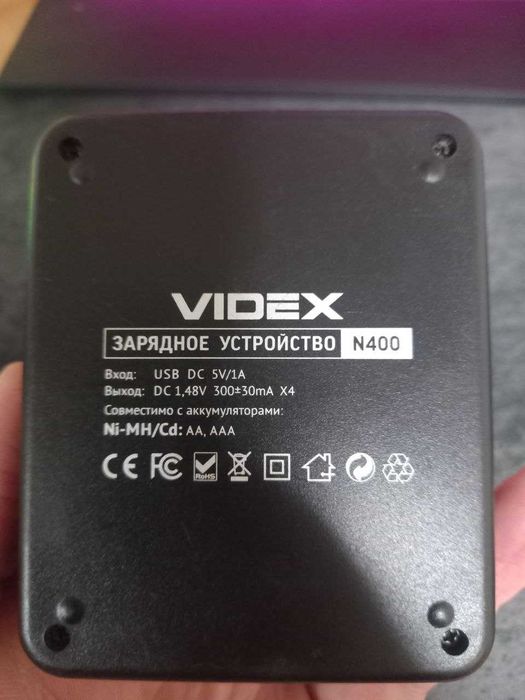 VIDEX
ЗАРЯДНОЕ УСТРОЙСТВО N400
Вход: USB DC 5V/1A
Выход: DC 1,48V 300±30mA X4
Совместимо с аккумуляторами:
Ni-MH/Cd: AA, AAA
CE FC RoHS